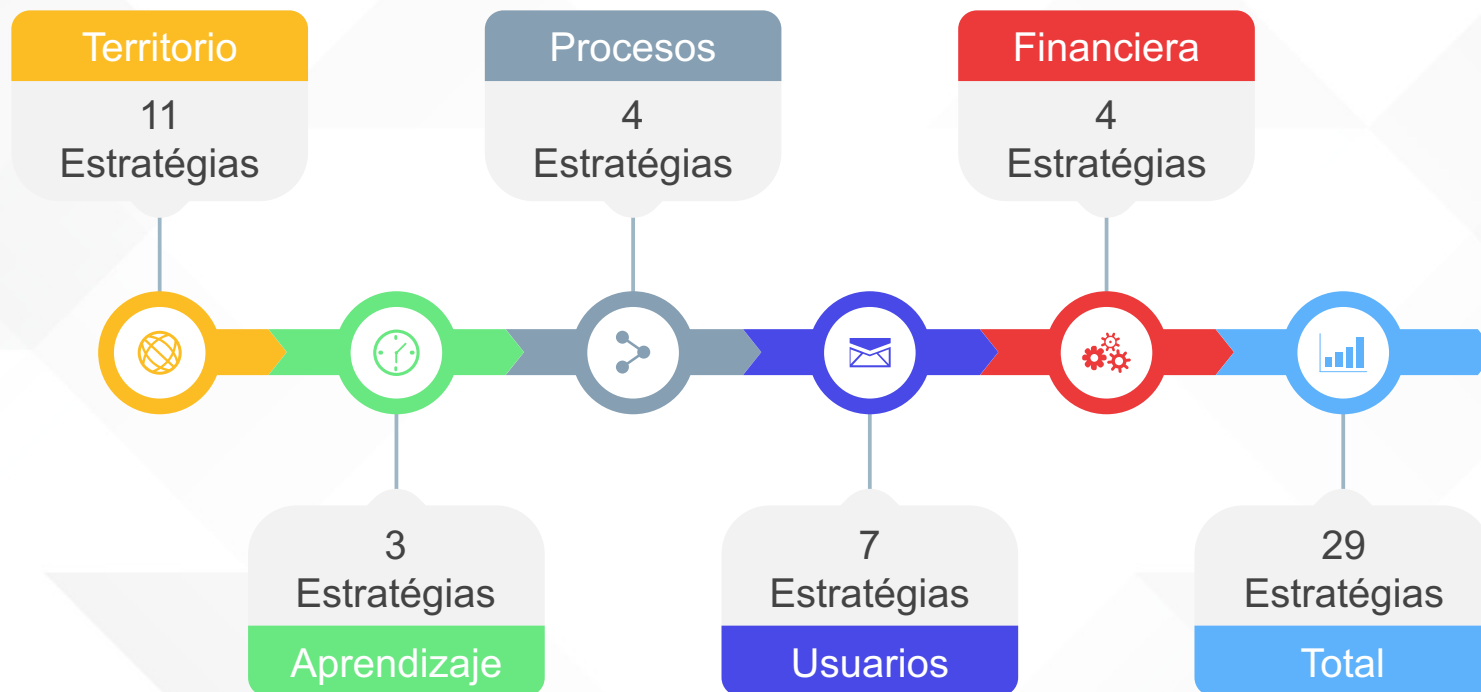 Territorio
11
Estratégias
Procesos
4
Estratégias
Financiera
4
Estratégias
3
Estratégias
Aprendizaje
7
Estratégias
Usuarios
29
Estratégias
Total